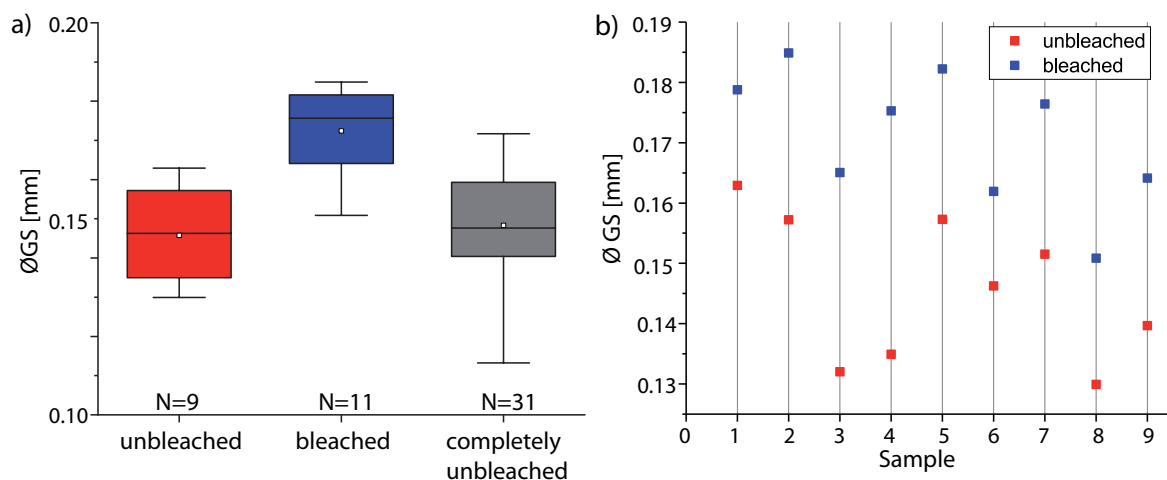 a)
0.20
0.15
0.10
ØGS [mm]
N=9
N=11
N=31
unbleached
bleached
completely
unbleached
b)
0.19
0.18
0.17
0.16
0.15
0.14
0.13
Ø GS [mm]
unbleached
bleached
0 1 2 3 4 5 6 7 8 9
Sample